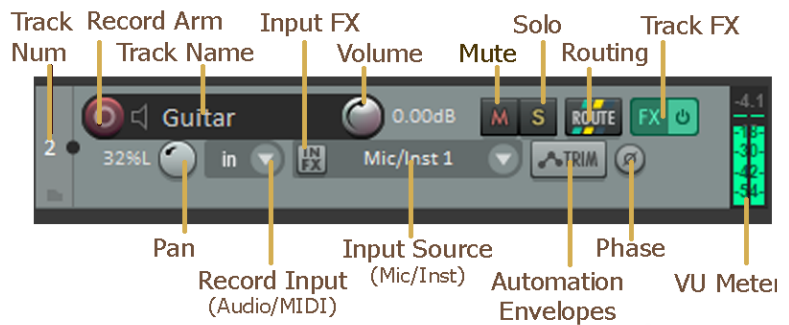 Track Num
Record Arm
Track Name
Input FX
Volume
Mute
Solo
Routing
Track FX
Guitar
0.00dB
M
S
ROUTE
FX
-4.1
-18-
-30-
-42-
-54-
2
32%L
in
IN FX
Mic/Inst 1
TRIM
Ø
Pan
Record Input
(Audio/MIDI)
Input Source
(Mic/Inst)
Automation
Envelopes
Phase
VU Meter